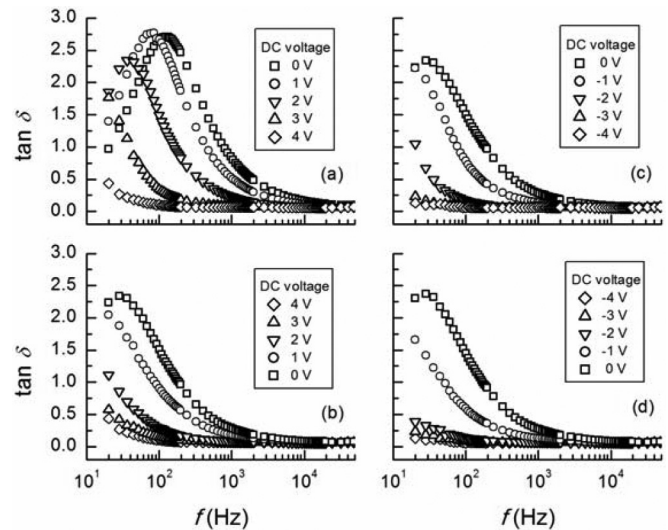 3.0
2.5
2.0
1.5
1.0
0.5
0.0
tan δ
DC voltage
0 V
1 V
2 V
3 V
4 V
(a)
DC voltage
0 V
-1 V
-2 V
-3 V
-4 V
(c)
3.0
2.5
2.0
1.5
1.0
0.5
0.0
tan δ
DC voltage
4 V
3 V
2 V
1 V
0 V
(b)
DC voltage
-4 V
-3 V
-2 V
-1 V
0 V
(d)
10¹ 10² 10³ 10⁴ 10¹ 10² 10³ 10⁴
f (Hz) f (Hz)